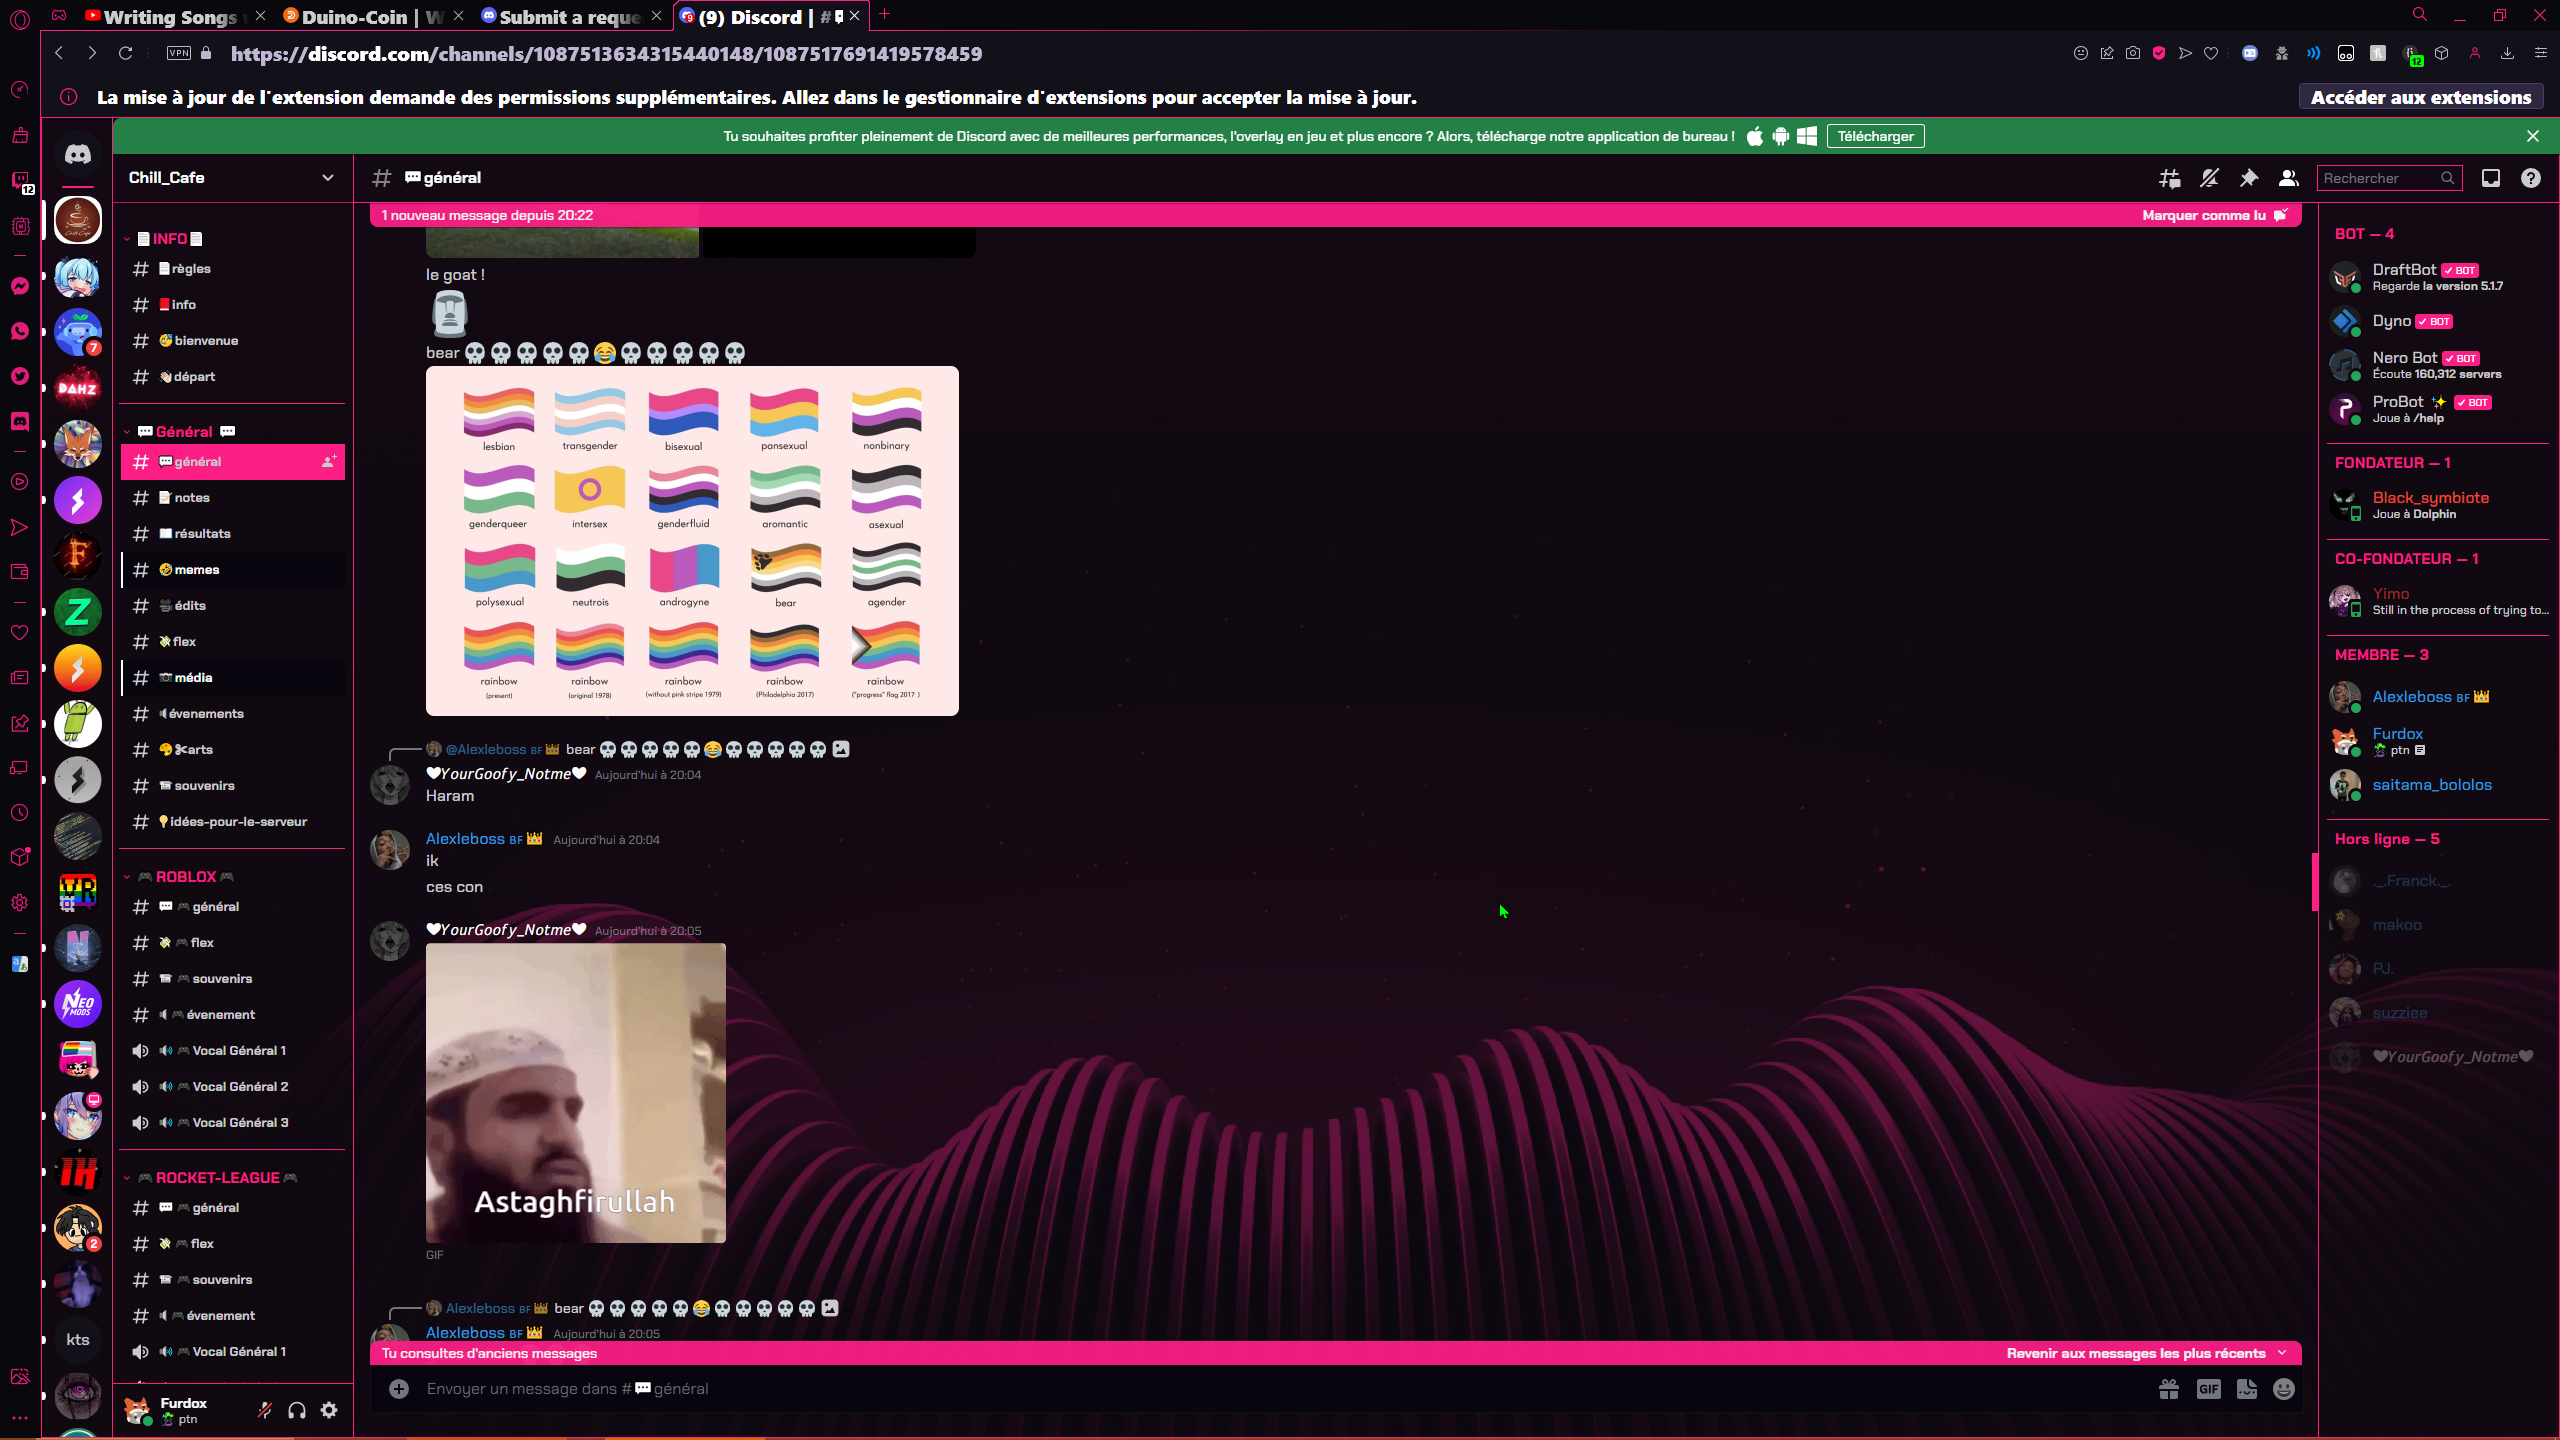 Writing Songs
Duino-Coin | W
Submit a reque
(9) Discord | #
VPN
https://discord.com/channels/1087513634315440148/1087517691419578459
12
La mise à jour de l'extension demande des permissions supplémentaires. Allez dans le gestionnaire d'extensions pour accepter la mise à jour.
Accéder aux extensions
Tu souhaites profiter pleinement de Discord avec de meilleures performances, l'overlay en jeu et plus encore ? Alors, télécharge notre application de bureau !
Télécharger
12
Chill_Cafe
général
Rechercher
1 nouveau message depuis 20:22
Marquer comme lu
INFO
règles
info
bienvenue
départ
Général
général
notes
résultats
memes
édits
flex
média
évenements
arts
souvenirs
idées-pour-le-serveur
ROBLOX
général
flex
souvenirs
évenement
Vocal Général 1
Vocal Général 2
Vocal Général 3
ROCKET-LEAGUE
général
flex
souvenirs
évenement
Vocal Général 1
7
DAHZ
F
Z
N
NEO
MODS
2
kts
Furdox
ptn
le goat !
bear 💀💀💀💀💀😂💀💀💀💀💀
lesbian
transgender
bisexual
pansexual
nonbinary
genderqueer
intersex
genderfluid
aromantic
asexual
polysexual
neutrois
androgyne
bear
agender
rainbow
(present)
rainbow
(original 1978)
rainbow
(without pink stripe 1979)
rainbow
(Philadelphia 2017)
rainbow
("progress" flag 2017 )
@Alexleboss BF 👑 bear 💀💀💀💀💀😂💀💀💀💀💀
🤍YourGoofy_Notme🤍 Aujourd'hui à 20:04
Haram
Alexleboss BF 👑 Aujourd'hui à 20:04
ik
ces con
🤍YourGoofy_Notme🤍 Aujourd'hui à 20:05
Astaghfirullah
GIF
Alexleboss BF 👑 bear 💀💀💀💀💀😂💀💀💀💀💀
Alexleboss BF 👑 Aujourd'hui à 20:05
Tu consultes d'anciens messages
Revenir aux messages les plus récents
Envoyer un message dans #💬général
GIF
BOT — 4
DraftBot ✓ BOT
Regarde la version 5.1.7
Dyno ✓ BOT
Nero Bot ✓ BOT
Écoute 160,312 servers
ProBot ✨ ✓ BOT
Joue à /help
FONDATEUR — 1
Black_symbiote
Joue à Dolphin
CO-FONDATEUR — 1
Yimo
Still in the process of trying to...
MEMBRE — 3
Alexleboss BF 👑
Furdox
ptn
saitama_bololos
Hors ligne — 5
._.Franck._.
makoo
PJ.
suzziee
🤍YourGoofy_Notme🤍